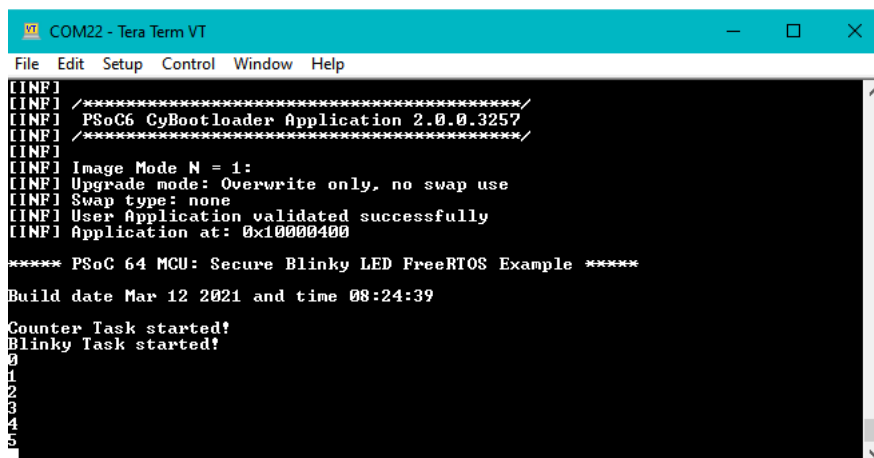 COM22 - Tera Term VT
File Edit Setup Control Window Help
[INF]
[INF] /*****************************************/
[INF]  PSoC6 CyBootloader Application 2.0.0.3257
[INF] /*****************************************/
[INF]
[INF] Image Mode N = 1:
[INF] Upgrade mode: Overwrite only, no swap use
[INF] Swap type: none
[INF] User Application validated successfully
[INF] Application at: 0x10000400
***** PSoC 64 MCU: Secure Blinky LED FreeRTOS Example *****
Build date Mar 12 2021 and time 08:24:39
Counter Task started!
Blinky Task started!
0
1
2
3
4
5